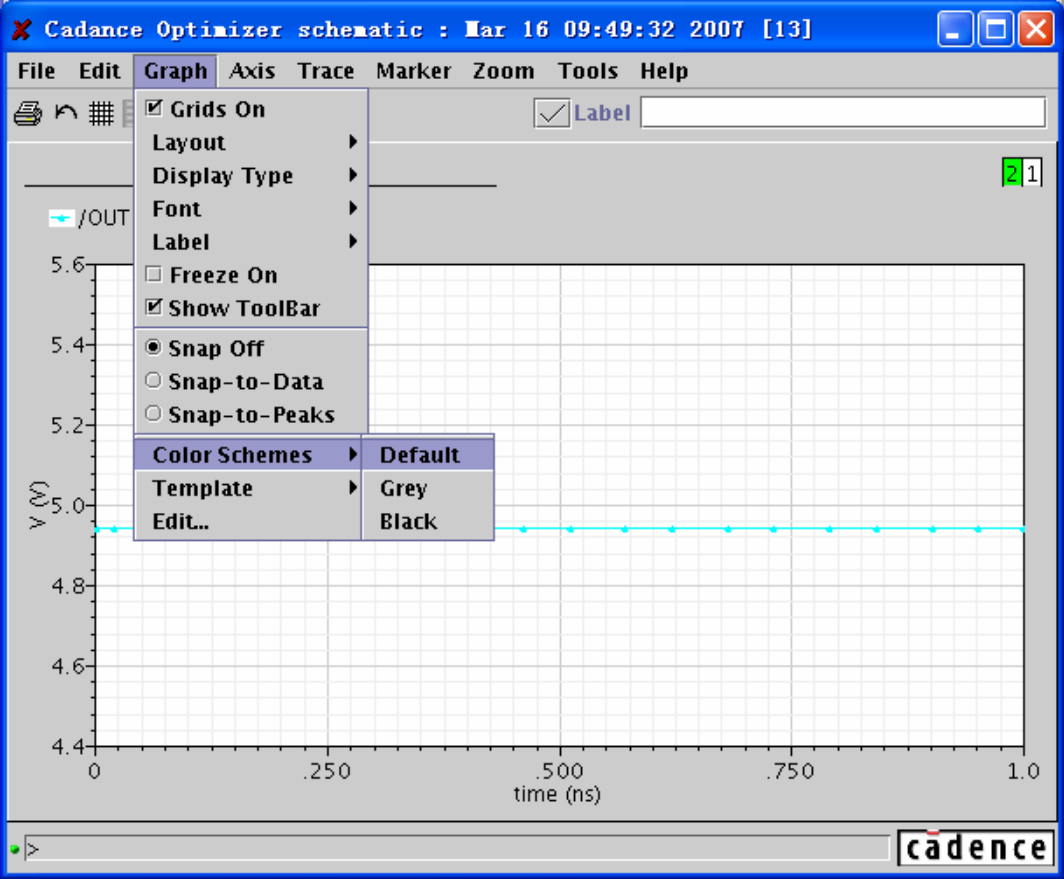 Cadance Optimizer schematic : Mar 16 09:49:32 2007 [13]
File Edit Graph Axis Trace Marker Zoom Tools Help
Label
Grids On
Layout
Display Type
Font
Label
Freeze On
Show ToolBar
Snap Off
Snap-to-Data
Snap-to-Peaks
Color Schemes
Template
Edit...
Default
Grey
Black
2 1
/OUT
5.6
5.4
5.2
5.0
4.8
4.6
4.4
V (V)
0 .250 .500 .750 1.0
time (ns)
>
cādence